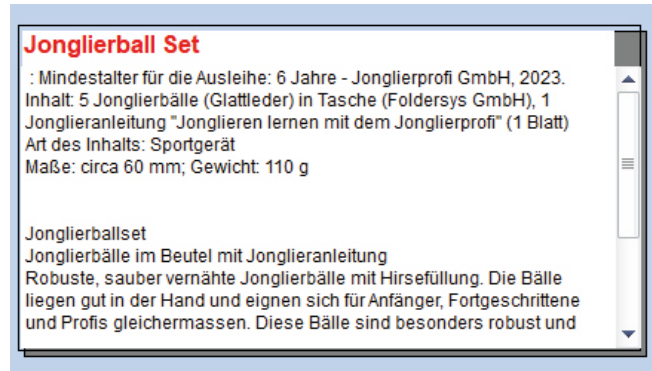 Jonglierball Set
: Mindestalter für die Ausleihe: 6 Jahre - Jonglierprofi GmbH, 2023.
Inhalt: 5 Jonglierbälle (Glattleder) in Tasche (Foldersys GmbH), 1
Jonglieranleitung "Jonglieren lernen mit dem Jonglierprofi" (1 Blatt)
Art des Inhalts: Sportgerät
Maße: circa 60 mm; Gewicht: 110 g
Jonglierballset
Jonglierbälle im Beutel mit Jonglieranleitung
Robuste, sauber vernähte Jonglierbälle mit Hirsefüllung. Die Bälle
liegen gut in der Hand und eignen sich für Anfänger, Fortgeschrittene
und Profis gleichermassen. Diese Bälle sind besonders robust und